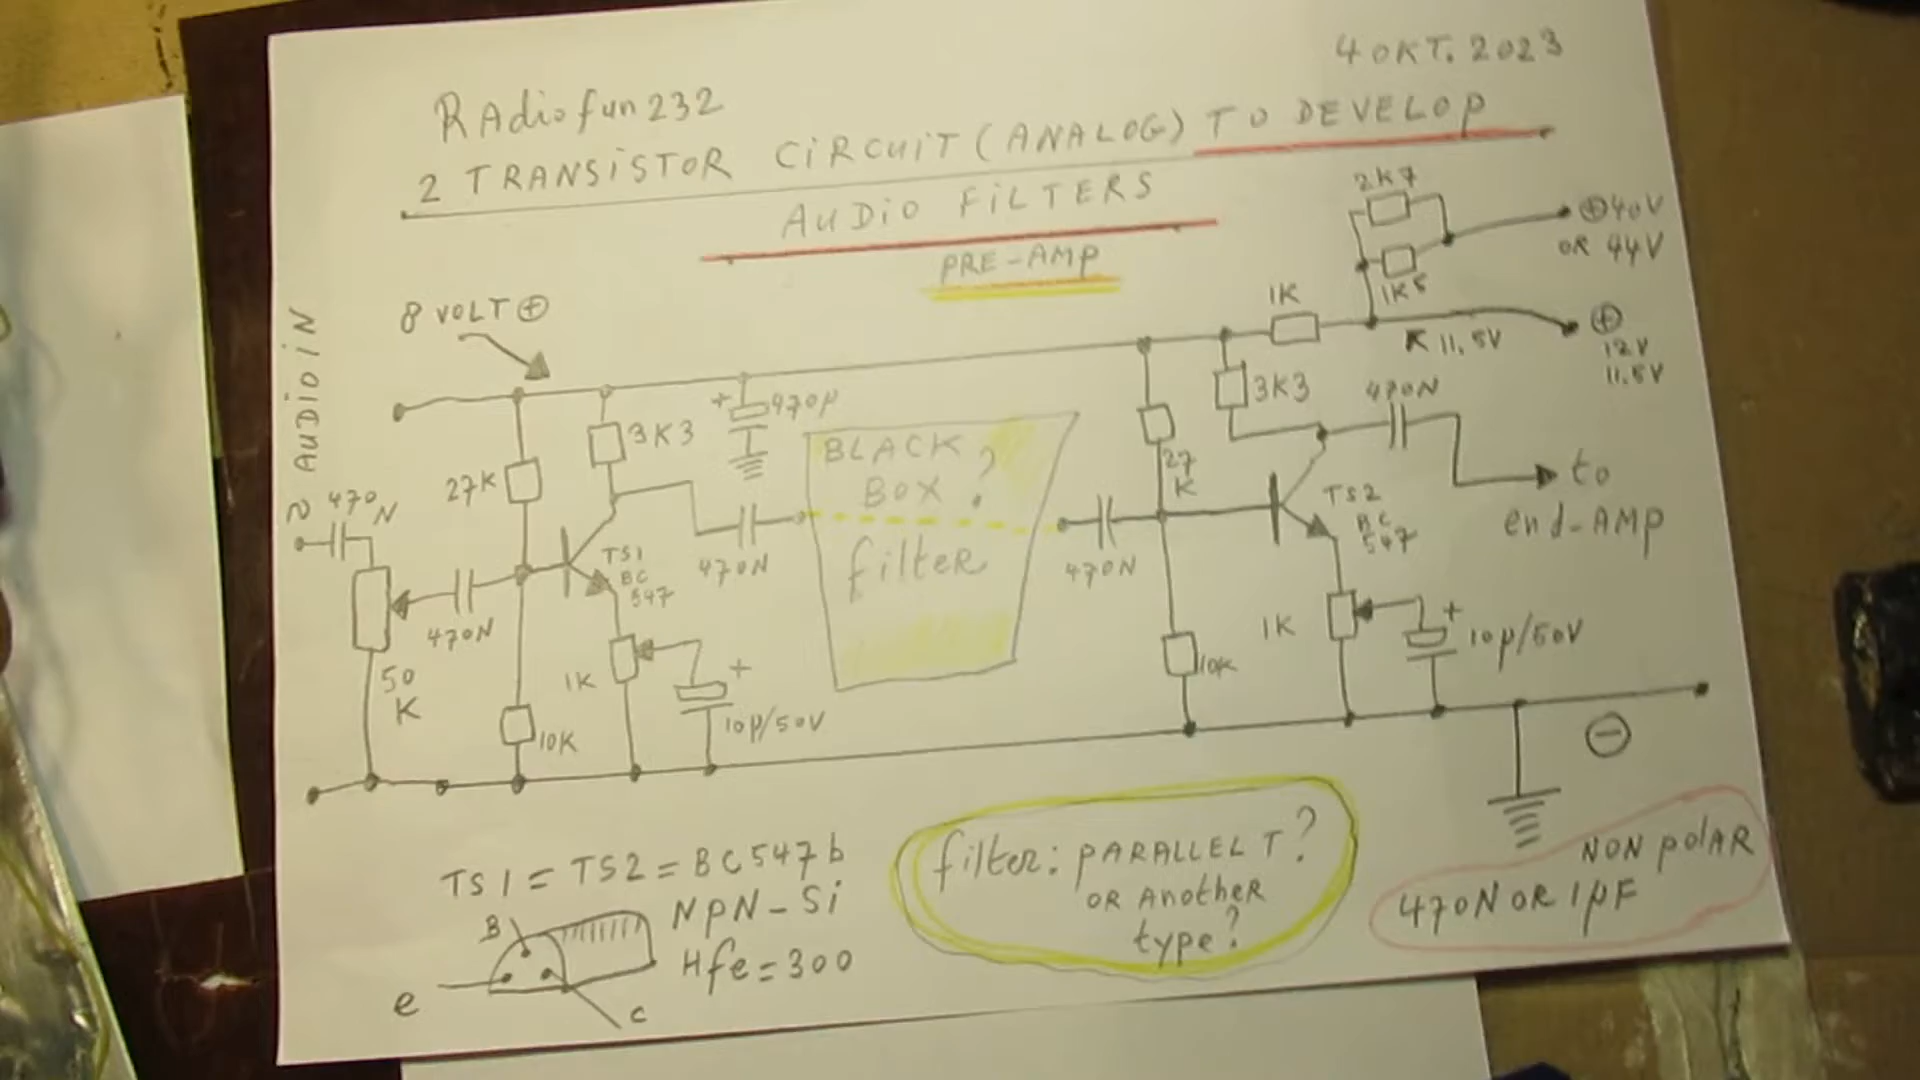 4 OKT. 2023
RAdiofun232
2 TRANSiSTOR CiRCUiT (ANALOG) TO DEVELOP
AUDiO FiLTERS
PRE-AMP
2K7
⊕40V
OR 44V
1K5
1K
⊕
12V
11.5V
11.5V
8 VOLT ⊕
AUDIO iN
470μ
+
3K3
3K3
470N
27K
27
K
BLACK
BOX ?
filter
to
end-AMP
TS2
BC
547
~
470
N
TS1
BC
547
470N
470N
470N
50
K
1K
+
10μ/50V
10K
1K
+
10μ/50V
10K
⊖
TS1 = TS2 = BC547b
NPN-Si
Hfe=300
B
e
c
filter: PARALLEL T?
OR ANOTHER
type?
NON polAR
470N OR 1μF